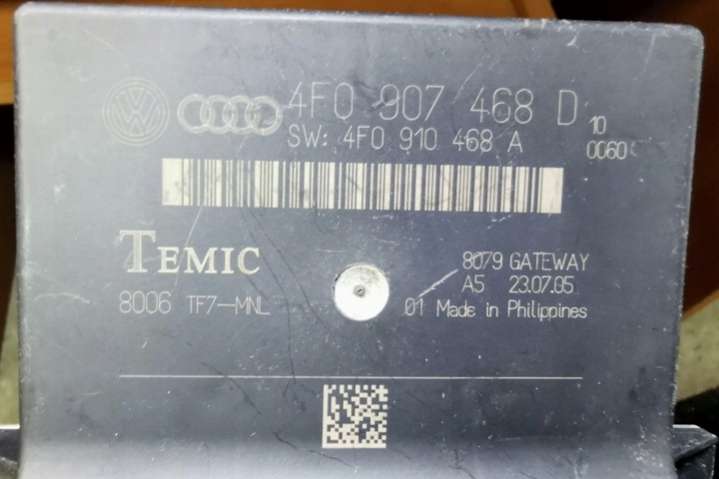 4F0 907 468 D
10
0060
SW: 4F0 910 468 A
TEMIC
8079 GATEWAY
A5 23.07.05
8006 TF7-MNL
01 Made in Philippines